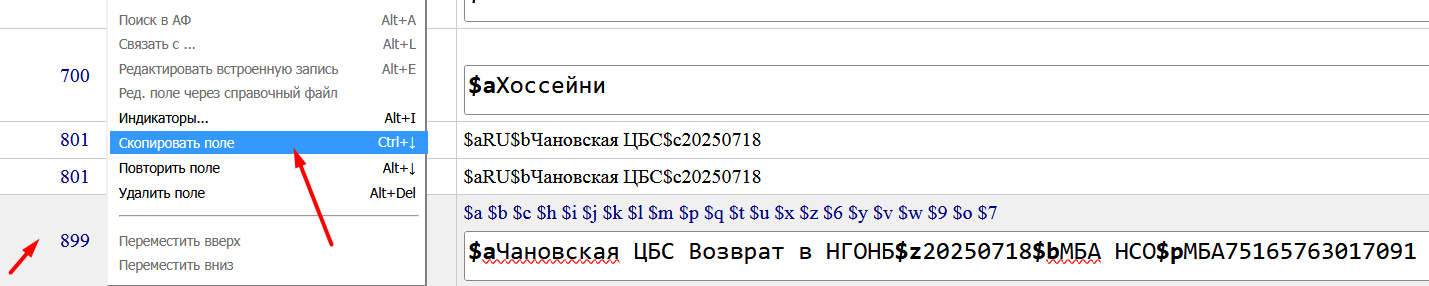 Поиск в АФ Alt+A
Связать с ... Alt+L
Редактировать встроенную запись Alt+E
700 $aХоссейни
Ред. поле через справочный файл
Индикаторы... Alt+I
801 Скопировать поле Ctrl+↓ $aRU$bЧановская ЦБС$c20250718
Повторить поле Alt+↓
801 Удалить поле Alt+Del $aRU$bЧановская ЦБС$c20250718
$a $b $c $h $i $j $k $l $m $p $q $t $u $x $z $6 $y $v $w $9 $o $7
899 Переместить вверх $aЧановская ЦБС Возврат в НГОНБ$z20250718$bМБА НСО$pМБА75165763017091
Переместить вниз